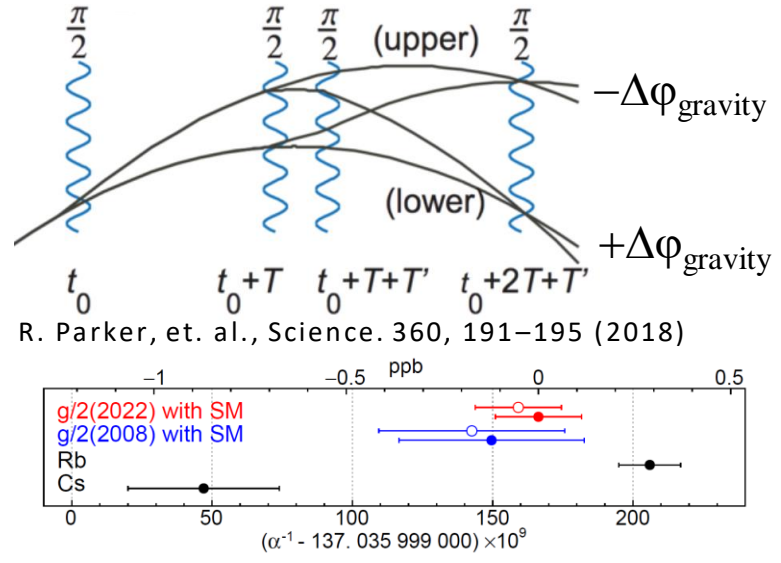 π/2 π/2 π/2 π/2
(upper)
−Δφgravity
(lower)
+Δφgravity
t0 t0+T t0+T+T' t0+2T+T'
R. Parker, et. al., Science. 360, 191–195 (2018)
−1 −0.5 ppb 0 0.5
g/2(2022) with SM
g/2(2008) with SM
Rb
Cs
0 50 100 150 200
(α-1 - 137. 035 999 000) ×109